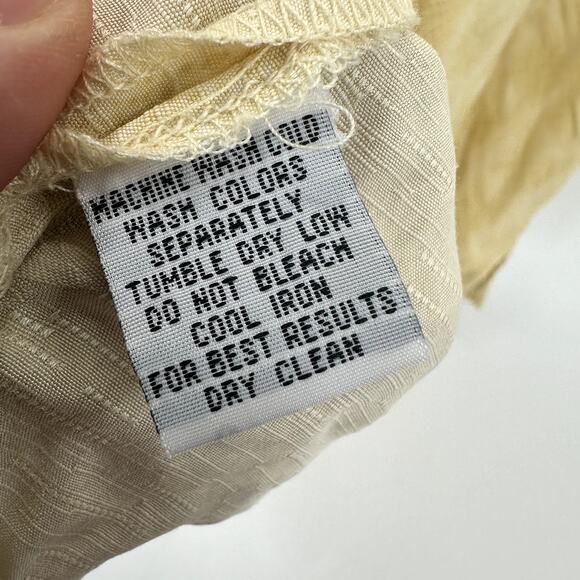 MACHINE WASH COLD
WASH COLORS
SEPARATELY
TUMBLE DRY LOW
DO NOT BLEACH
COOL IRON
FOR BEST RESULTS
DRY CLEAN